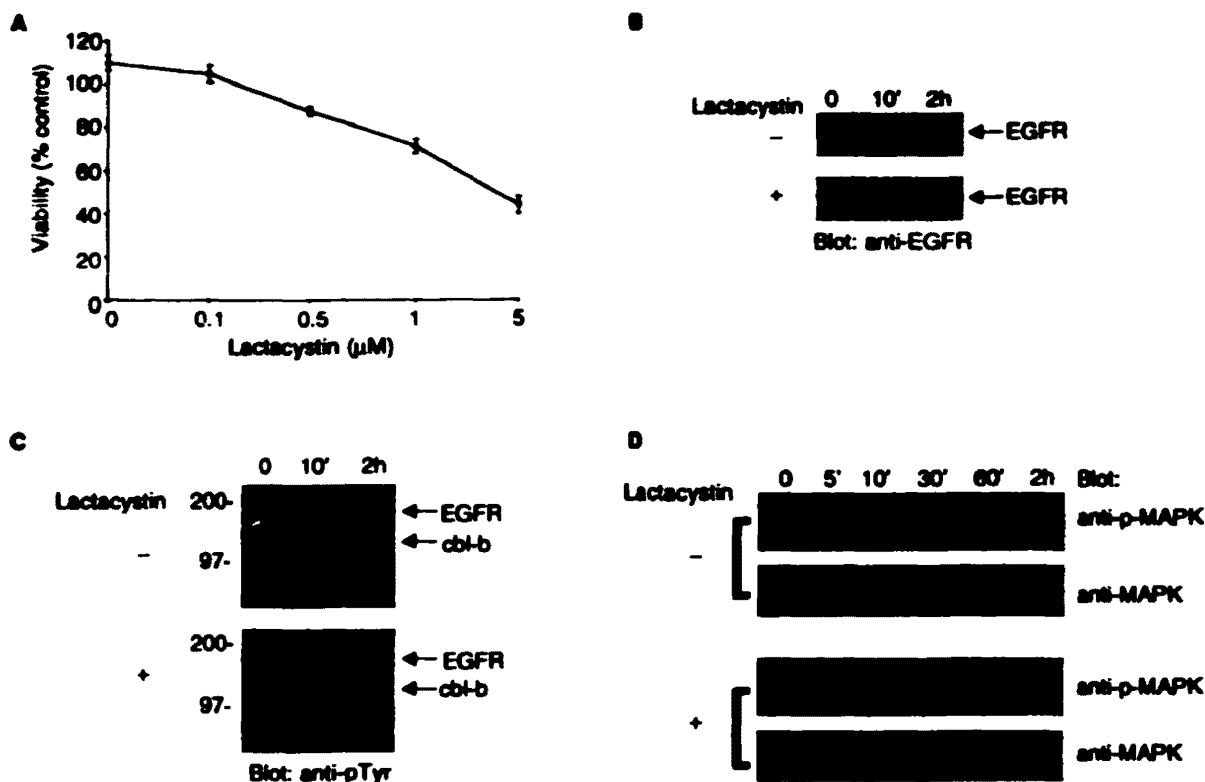 A
120
100
80
60
40
20
0
Viability (% control)
0 0.1 0.5 1 5
Lactacystin (μM)
B
Lactacystin 0 10' 2h
- EGFR
+ EGFR
Blot: anti-EGFR
C
0 10' 2h
Lactacystin
-
200-
97-
EGFR
cbl-b
+
200-
97-
EGFR
cbl-b
Blot: anti-pTyr
D
Lactacystin 0 5' 10' 30' 60' 2h Blot:
-
anti-p-MAPK
anti-MAPK
+
anti-p-MAPK
anti-MAPK